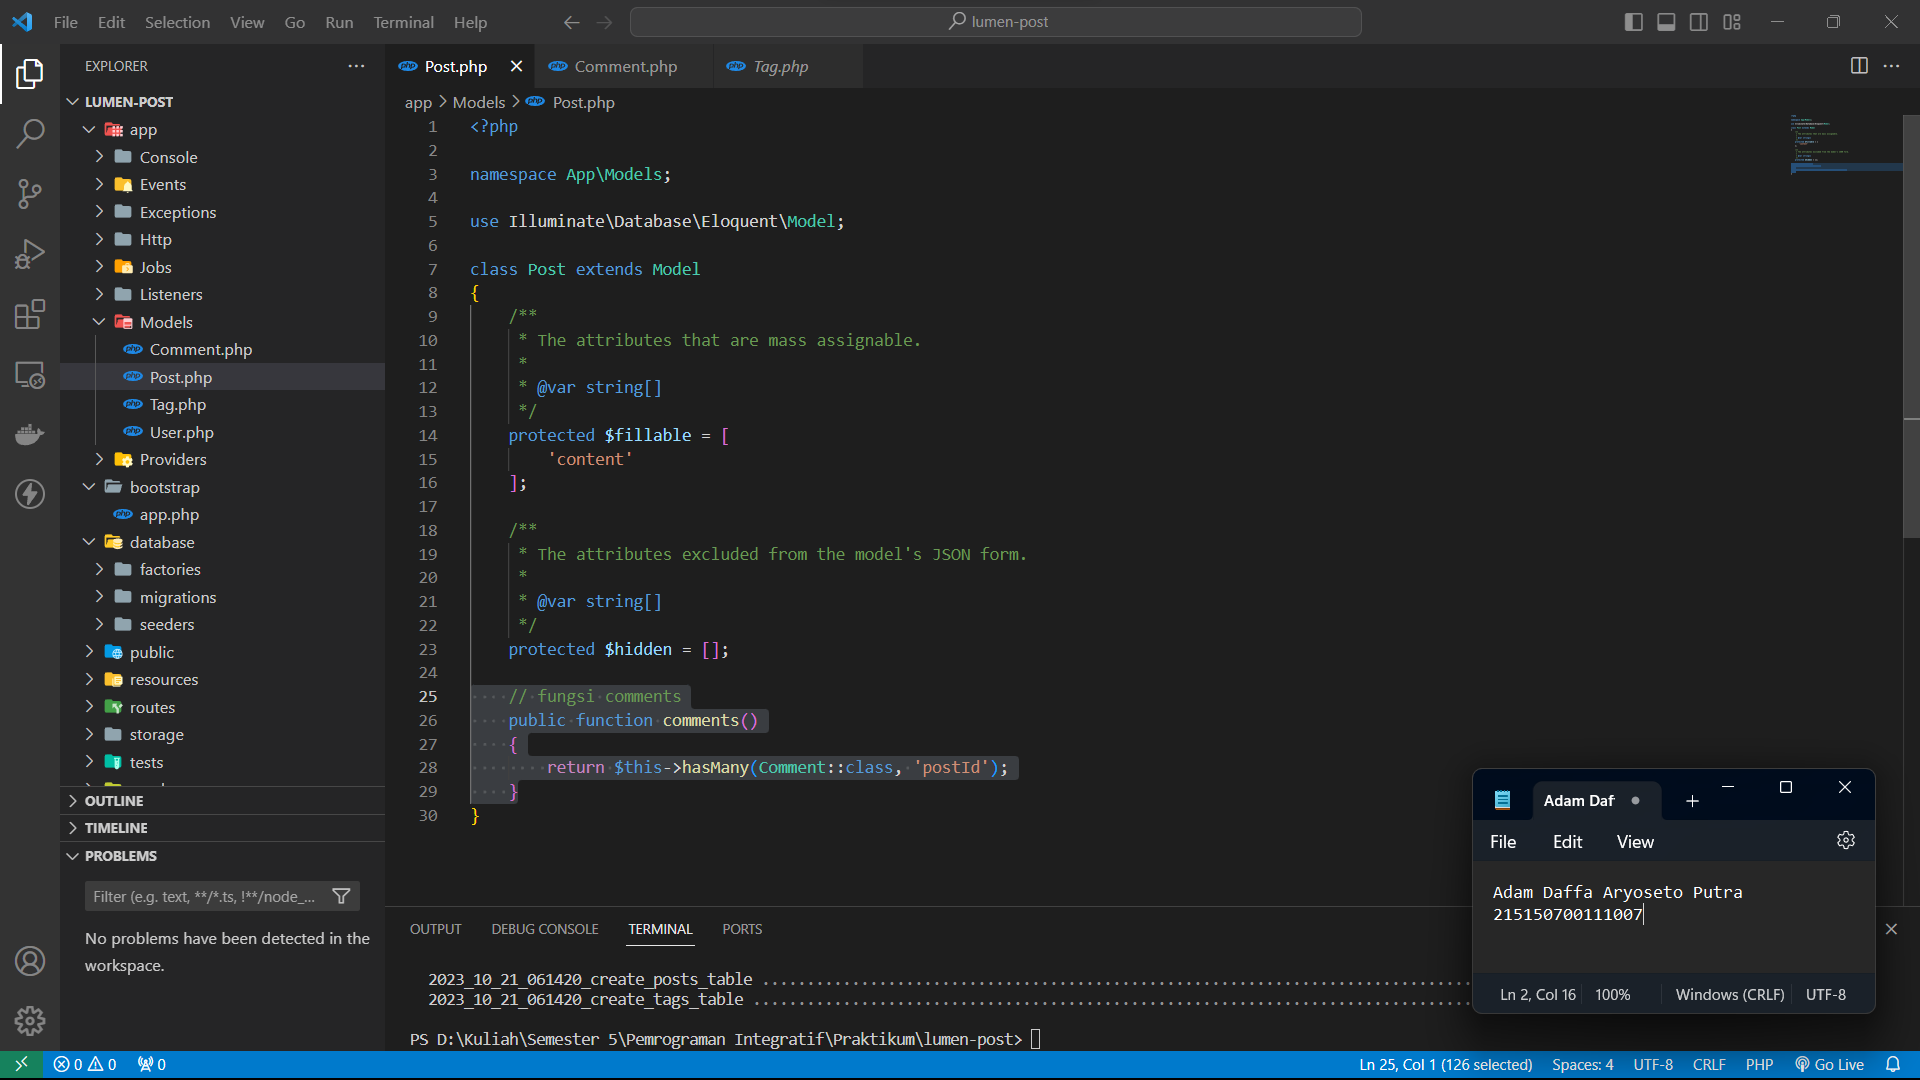 File Edit Selection View Go Run Terminal Help
lumen-post
EXPLORER
LUMEN-POST
app
Console
Events
Exceptions
Http
Jobs
Listeners
Models
Comment.php
Post.php
Tag.php
User.php
Providers
bootstrap
app.php
database
factories
migrations
seeders
public
resources
routes
storage
tests
OUTLINE
TIMELINE
PROBLEMS
Filter (e.g. text, **/*.ts, !**/node_...
No problems have been detected in the
workspace.
Post.php Comment.php Tag.php
app > Models > Post.php
1 <?php
2
3 namespace App\Models;
4
5 use Illuminate\Database\Eloquent\Model;
6
7 class Post extends Model
8 {
9     /**
10      * The attributes that are mass assignable.
11      *
12      * @var string[]
13      */
14     protected $fillable = [
15         'content'
16     ];
17
18     /**
19      * The attributes excluded from the model's JSON form.
20      *
21      * @var string[]
22      */
23     protected $hidden = [];
24
25     // fungsi comments
26     public function comments()
27     {
28         return $this->hasMany(Comment::class, 'postId');
29     }
30 }
OUTPUT DEBUG CONSOLE TERMINAL PORTS
2023_10_21_061420_create_posts_table ..........................................................................
2023_10_21_061420_create_tags_table ...........................................................................
PS D:\Kuliah\Semester 5\Pemrograman Integratif\Praktikum\lumen-post>
Adam Daf
File Edit View
Adam Daffa Aryoseto Putra
215150700111007
Ln 2, Col 16 100% Windows (CRLF) UTF-8
0 0 0
Ln 25, Col 1 (126 selected) Spaces: 4 UTF-8 CRLF PHP Go Live